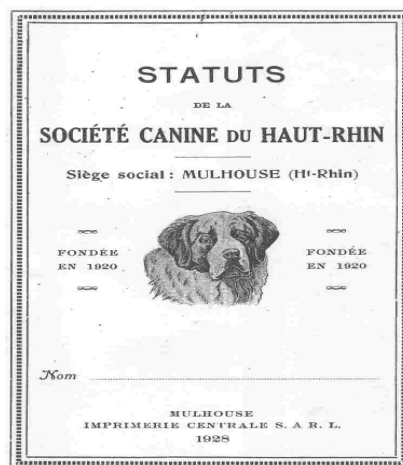 STATUTS
DE LA
SOCIÉTÉ CANINE DU HAUT-RHIN
Siège social : MULHOUSE (Ht-Rhin)
FONDÉE
EN 1920
FONDÉE
EN 1920
Nom
MULHOUSE
IMPRIMERIE CENTRALE S. A R. L.
1928